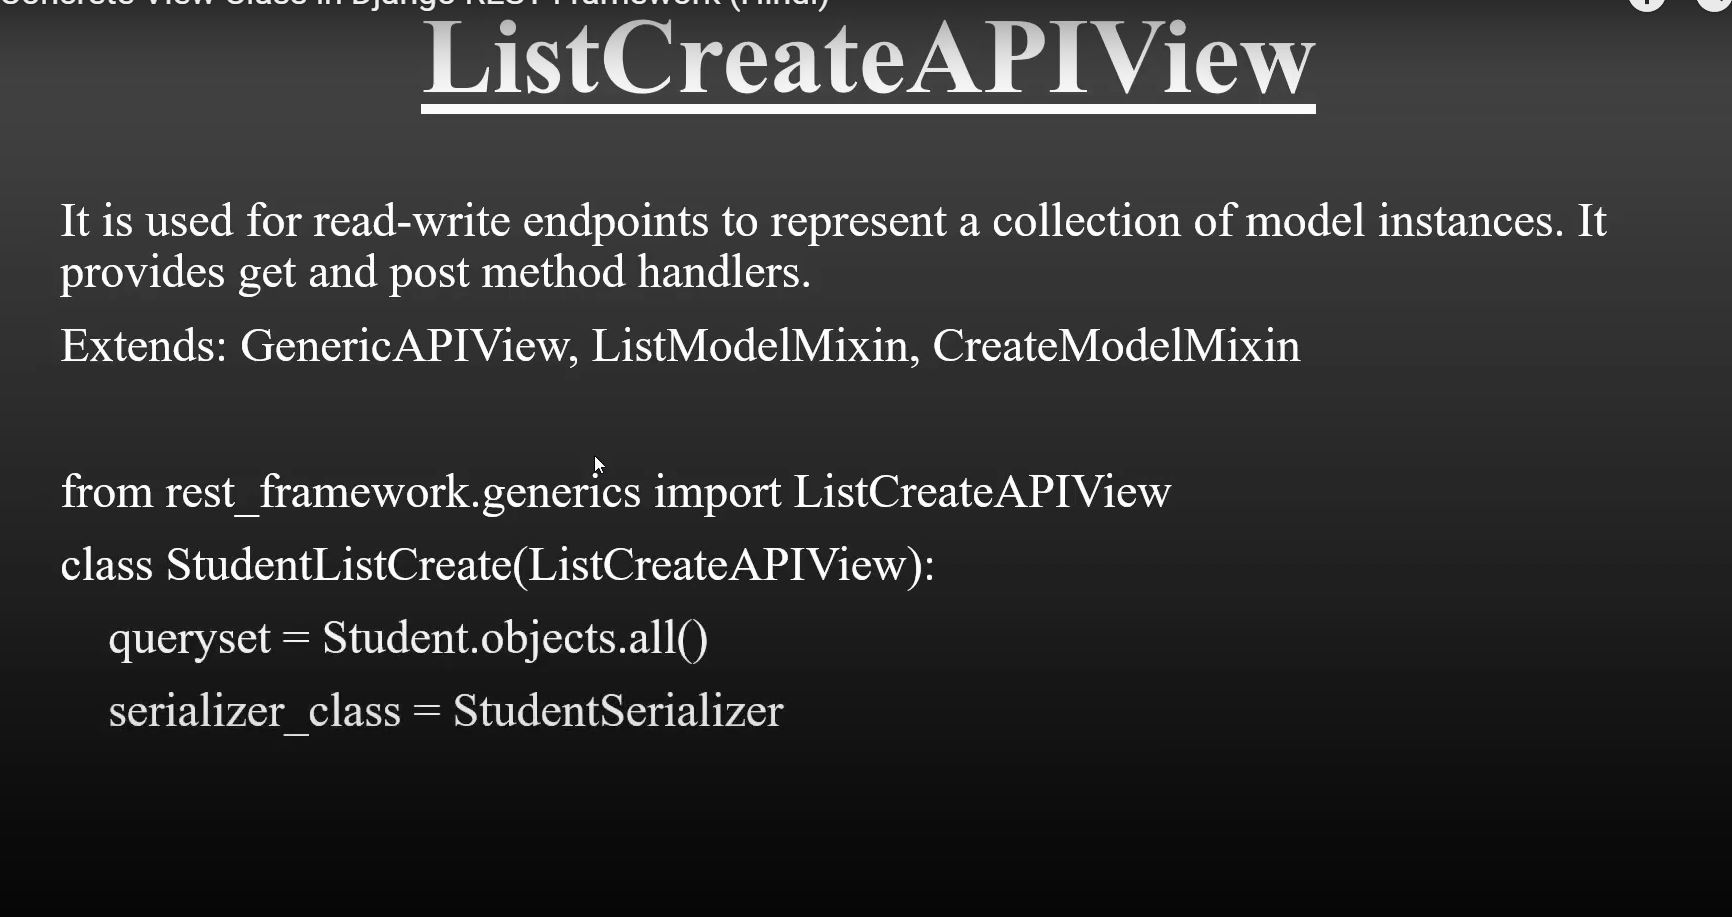 Concrete View Class in Django REST Framework (Hindi)
ListCreateAPIView
It is used for read-write endpoints to represent a collection of model instances. It
provides get and post method handlers.
Extends: GenericAPIView, ListModelMixin, CreateModelMixin
from rest_framework.generics import ListCreateAPIView
class StudentListCreate(ListCreateAPIView):
queryset = Student.objects.all()
serializer_class = StudentSerializer